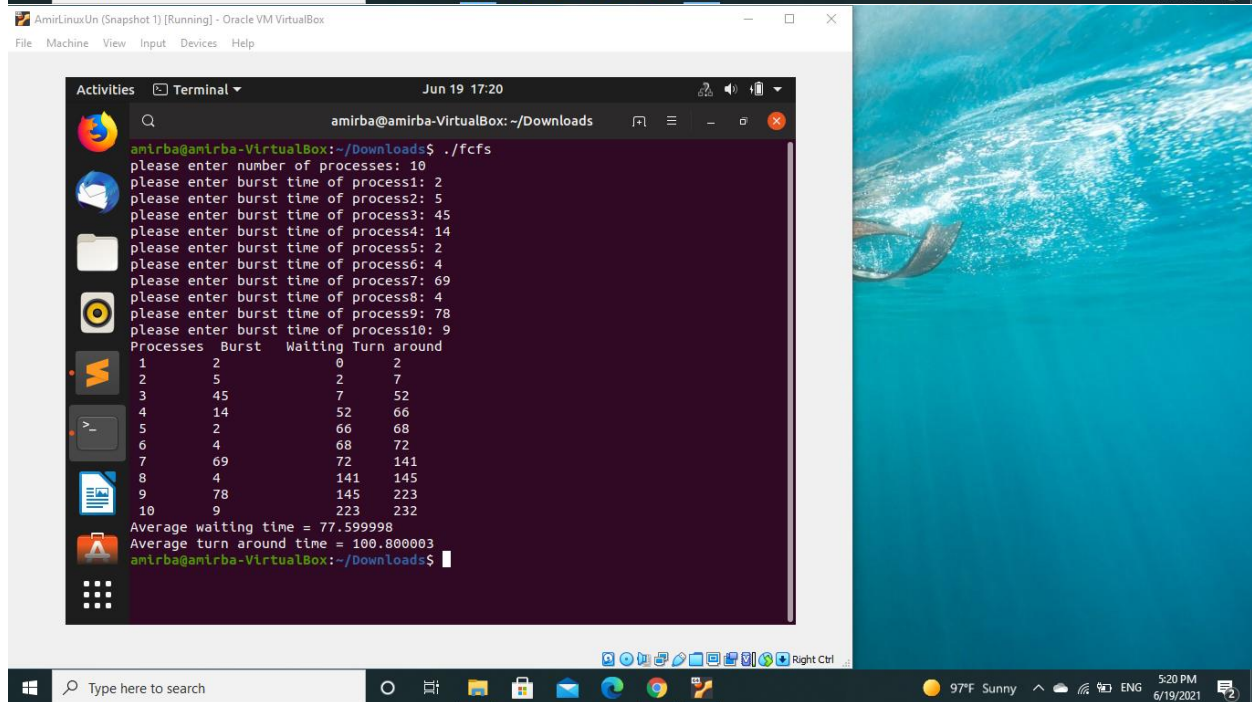 AmirLinuxUn (Snapshot 1) [Running] - Oracle VM VirtualBox
File Machine View Input Devices Help
Activities Terminal Jun 19 17:20
amirba@amirba-VirtualBox: ~/Downloads
amirba@amirba-VirtualBox:~/Downloads$ ./fcfs
please enter number of processes: 10
please enter burst time of process1: 2
please enter burst time of process2: 5
please enter burst time of process3: 45
please enter burst time of process4: 14
please enter burst time of process5: 2
please enter burst time of process6: 4
please enter burst time of process7: 69
please enter burst time of process8: 4
please enter burst time of process9: 78
please enter burst time of process10: 9
Processes Burst Waiting Turn around
1 2 0 2
2 5 2 7
3 45 7 52
4 14 52 66
5 2 66 68
6 4 68 72
7 69 72 141
8 4 141 145
9 78 145 223
10 9 223 232
Average waiting time = 77.599998
Average turn around time = 100.800003
amirba@amirba-VirtualBox:~/Downloads$
Right Ctrl
Type here to search 97°F Sunny ENG 5:20 PM
6/19/2021 2